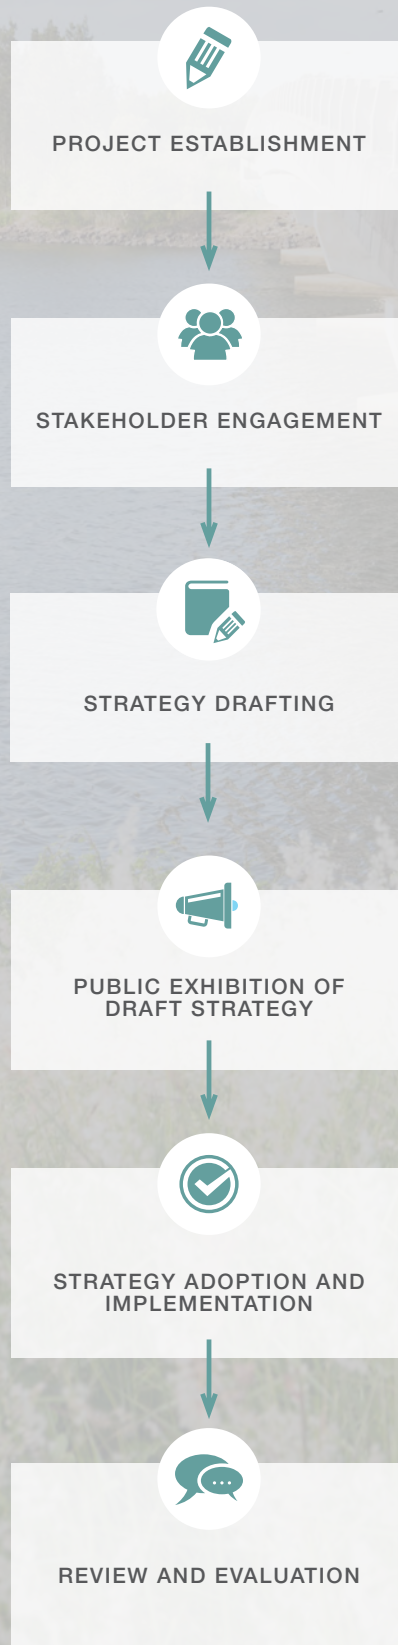 PROJECT ESTABLISHMENT
STAKEHOLDER ENGAGEMENT
STRATEGY DRAFTING
PUBLIC EXHIBITION OF
DRAFT STRATEGY
STRATEGY ADOPTION AND
IMPLEMENTATION
REVIEW AND EVALUATION